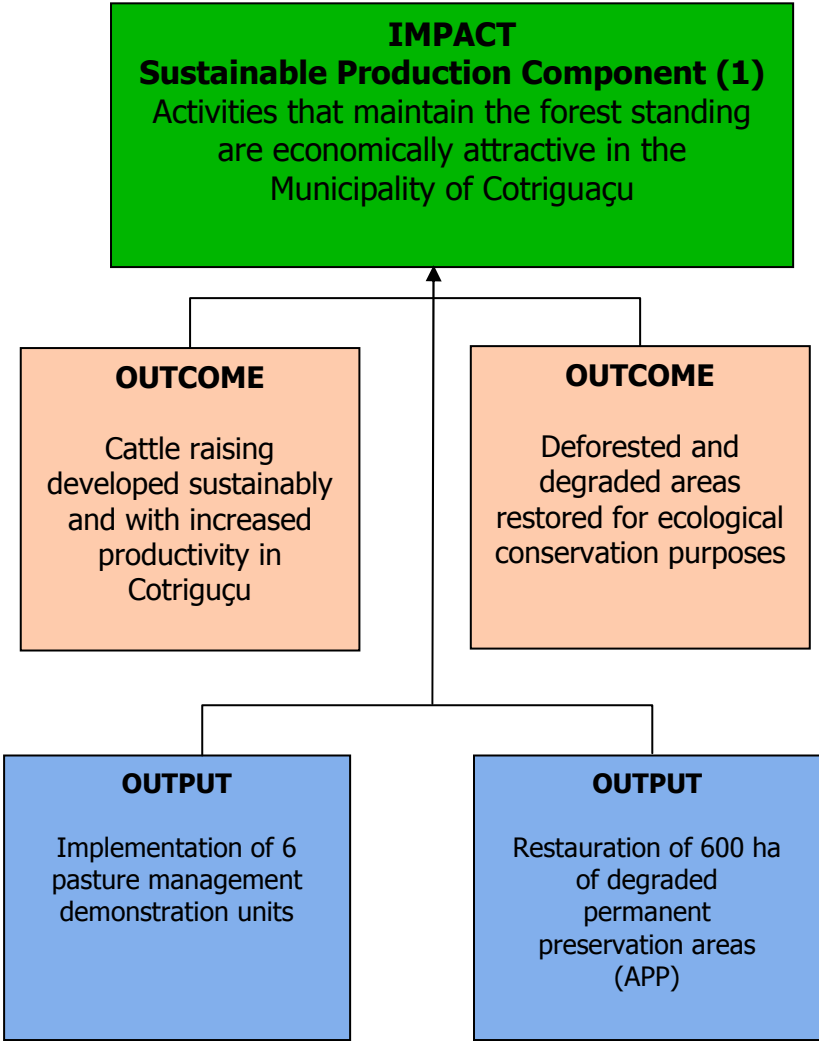 IMPACT
Sustainable Production Component (1)
Activities that maintain the forest standing
are economically attractive in the
Municipality of Cotriguaçu
OUTCOME
Cattle raising
developed sustainably
and with increased
productivity in
Cotriguçu
OUTCOME
Deforested and
degraded areas
restored for ecological
conservation purposes
OUTPUT
Implementation of 6
pasture management
demonstration units
OUTPUT
Restauration of 600 ha
of degraded
permanent
preservation areas
(APP)